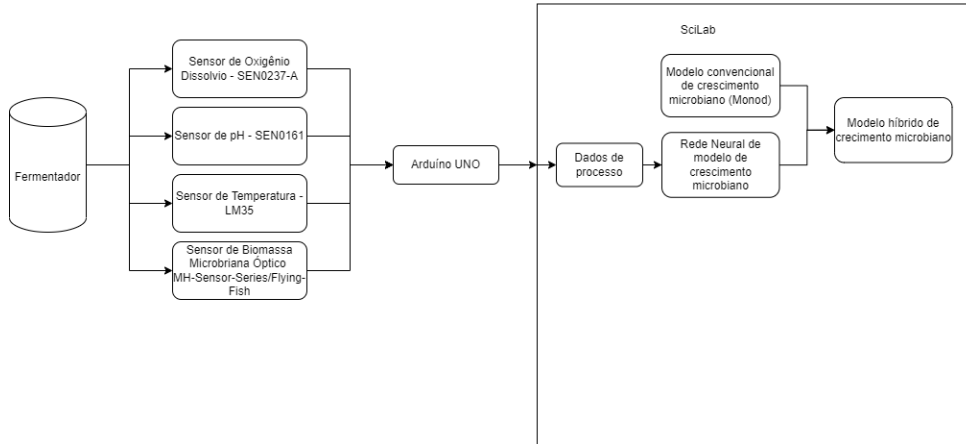 Fermentador
Sensor de Oxigênio
Dissolvio - SEN0237-A
Sensor de pH - SEN0161
Sensor de Temperatura -
LM35
Sensor de Biomassa
Microbriana Óptico
MH-Sensor-Series/Flying-
Fish
Arduíno UNO
SciLab
Dados de
processo
Modelo convencional
de crescimento
microbiano (Monod)
Rede Neural de
modelo de
crescimento
microbiano
Modelo híbrido de
crecimento microbiano